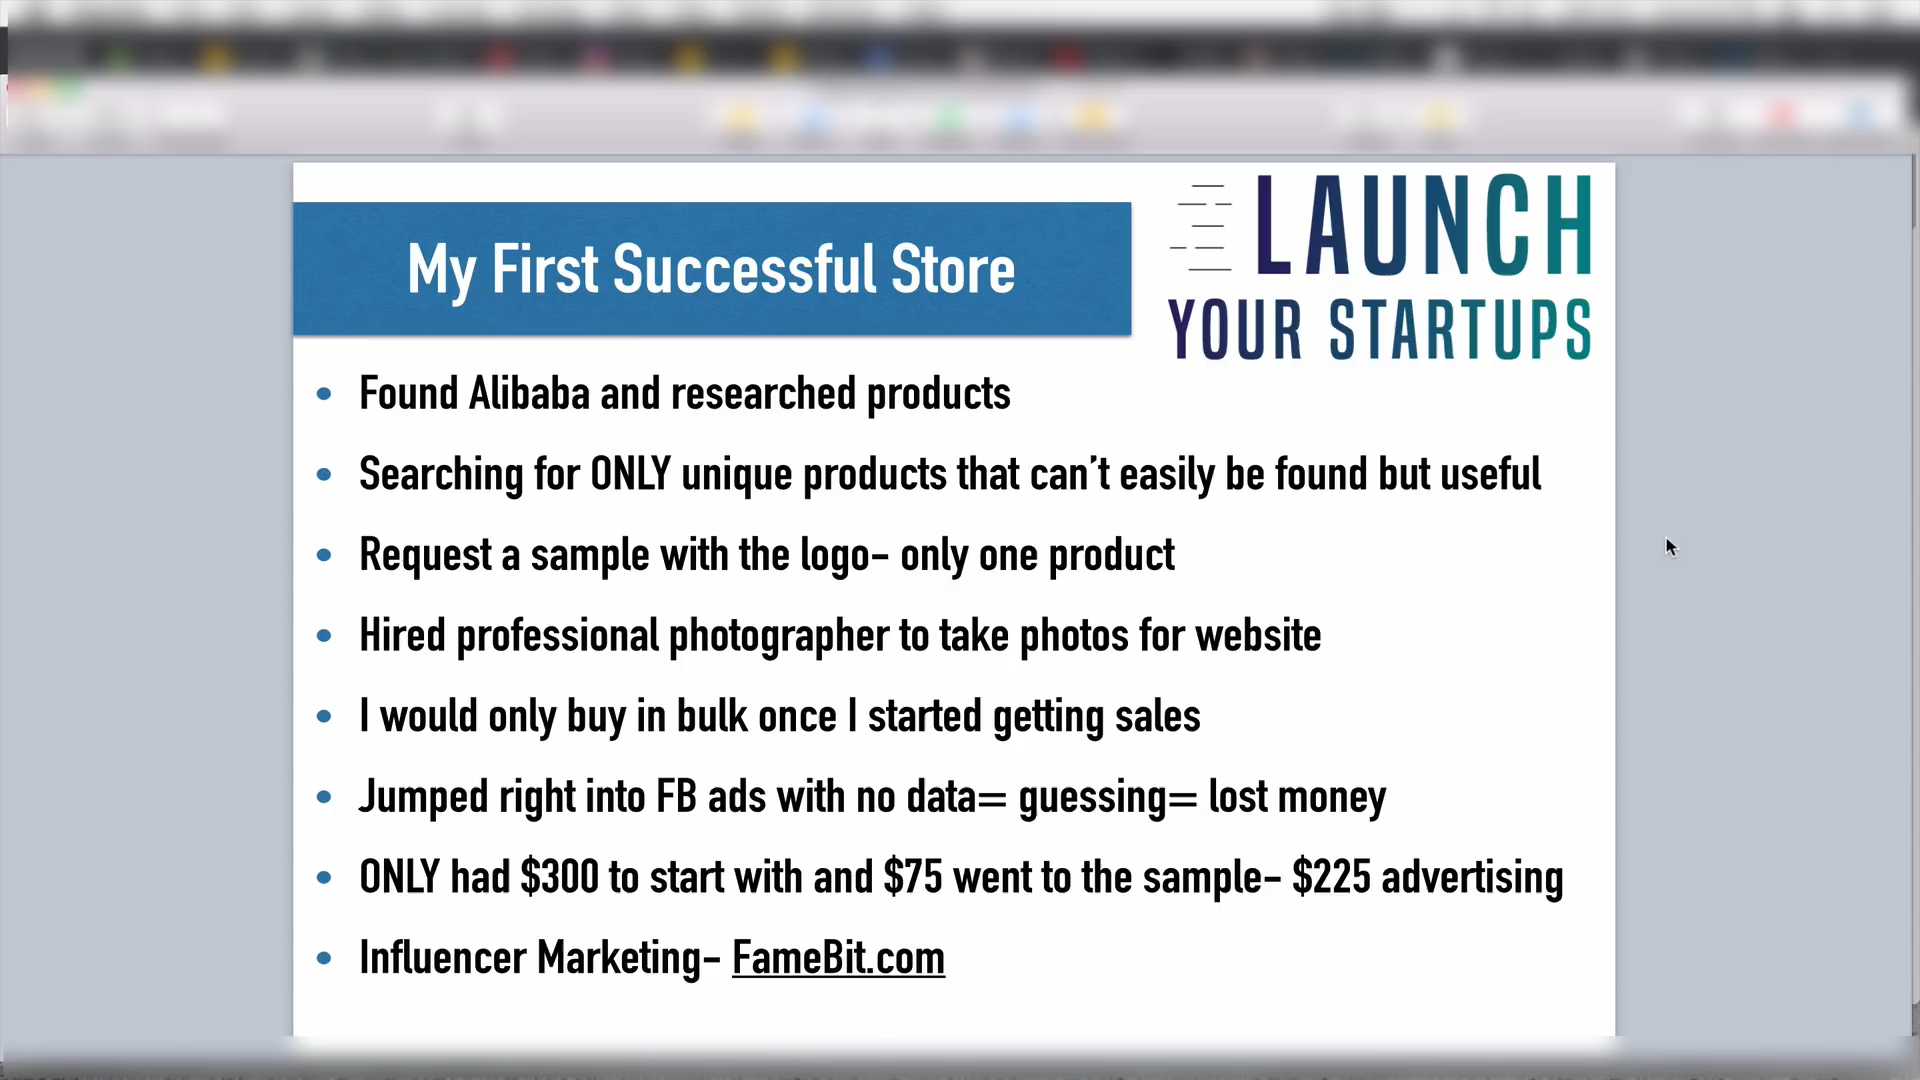 LAUNCH
YOUR STARTUPS
My First Successful Store
• Found Alibaba and researched products
• Searching for ONLY unique products that can’t easily be found but useful
• Request a sample with the logo- only one product
• Hired professional photographer to take photos for website
• I would only buy in bulk once I started getting sales
• Jumped right into FB ads with no data= guessing= lost money
• ONLY had $300 to start with and $75 went to the sample- $225 advertising
• Influencer Marketing- FameBit.com